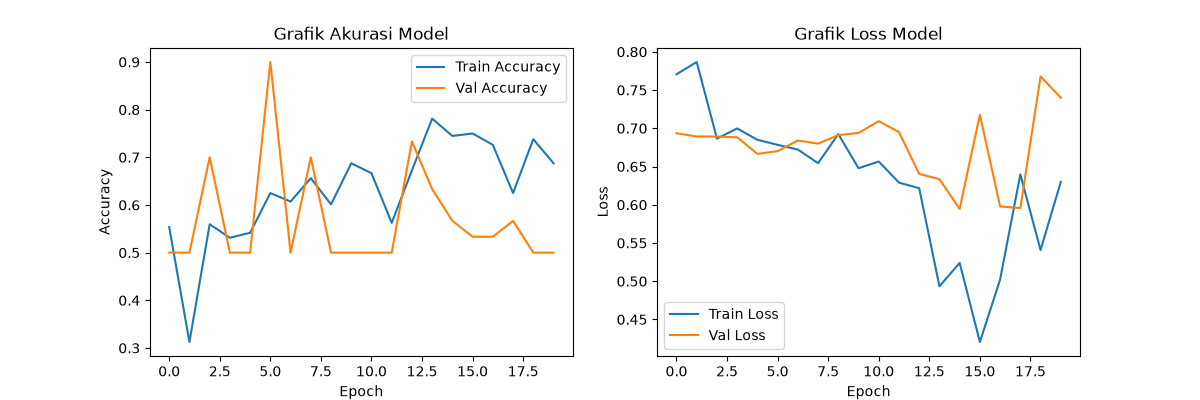 Grafik Akurasi Model
Train Accuracy
Val Accuracy
0.9
0.8
0.7
0.6
0.5
0.4
0.3
Accuracy
0.0 2.5 5.0 7.5 10.0 12.5 15.0 17.5
Epoch
Grafik Loss Model
0.80
0.75
0.70
0.65
0.60
0.55
0.50
0.45
Loss
Train Loss
Val Loss
0.0 2.5 5.0 7.5 10.0 12.5 15.0 17.5
Epoch